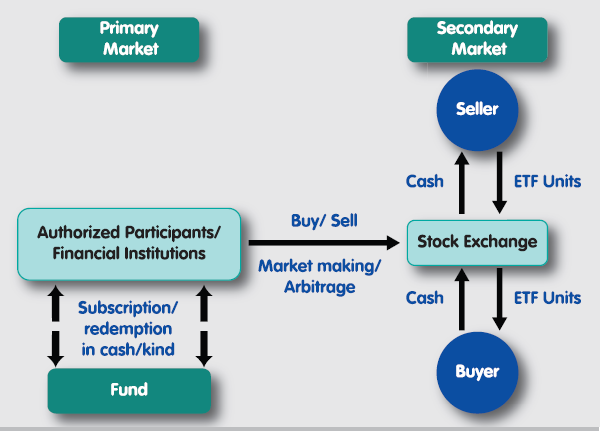 Primary
Market
Secondary
Market
Seller
Cash
ETF Units
Authorized Participants/
Financial Institutions
Buy/ Sell
Market making/
Arbitrage
Stock Exchange
Subscription/
redemption
in cash/kind
Cash
ETF Units
Fund
Buyer